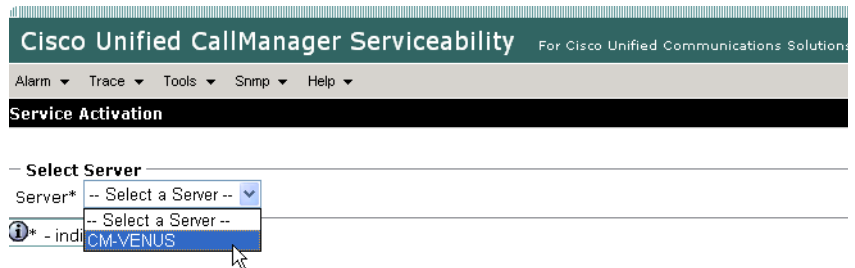 Cisco Unified CallManager Serviceability For Cisco Unified Communications Solutions
Alarm Trace Tools Snmp Help
Service Activation
Select Server
Server* -- Select a Server --
-- Select a Server --
* - indi
CM-VENUS